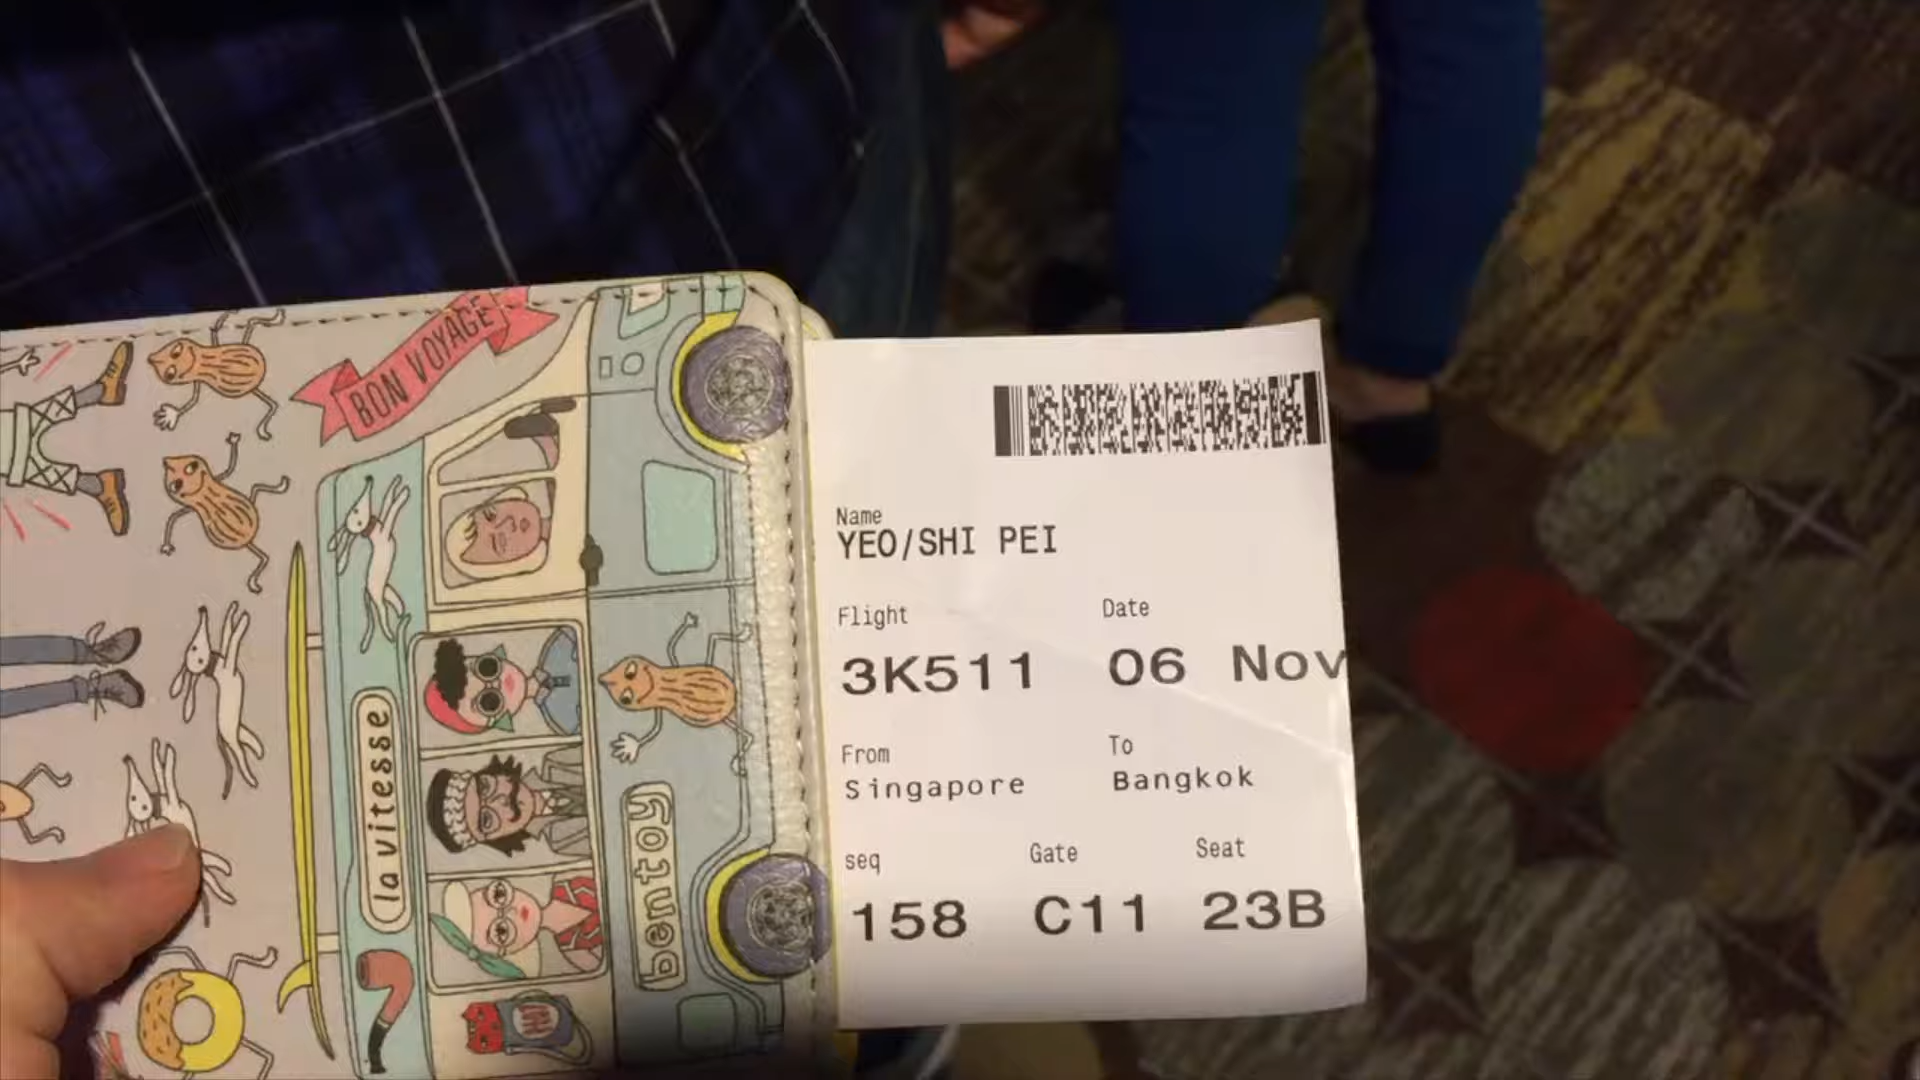 BON VOYAGE
la vitesse
bentoy
Name
YEO/SHI PEI
Flight Date
3K511 06 Nov
From To
Singapore Bangkok
seq Gate Seat
158 C11 23B